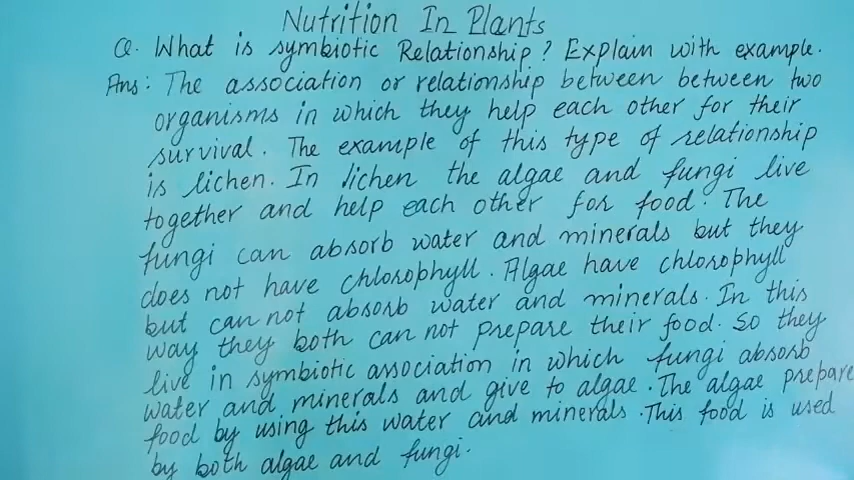 Nutrition In Plants
Q. What is symbiotic Relationship? Explain with example.
Ans: The association or relationship between between two
organisms in which they help each other for their
survival. The example of this type of relationship
is lichen. In lichen the algae and fungi live
together and help each other for food. The
fungi can absorb water and minerals but they
does not have chlorophyll. Algae have chlorophyll
but can not absorb water and minerals. In this
way they both can not prepare their food. So they
live in symbiotic association in which fungi absorb
water and minerals and give to algae. The algae prepare
food by using this water and minerals. This food is used
by both algae and fungi.